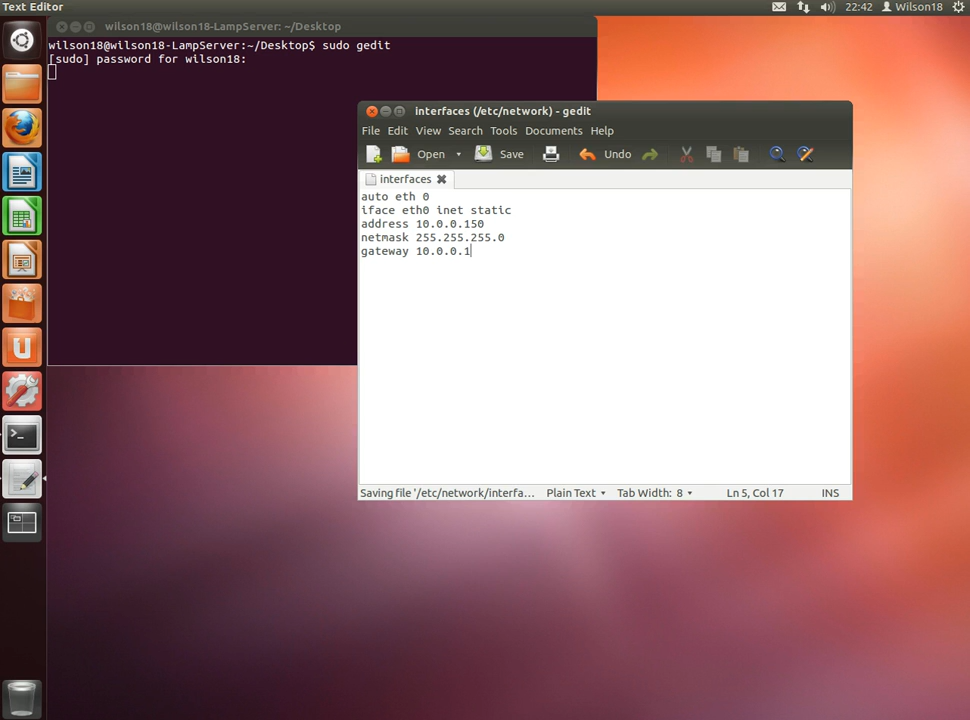 Text Editor
22:42
Wilson18
wilson18@wilson18-LampServer: ~/Desktop
wilson18@wilson18-LampServer:~/Desktop$ sudo gedit
[sudo] password for wilson18:
interfaces (/etc/network) - gedit
File Edit View Search Tools Documents Help
Open Save Undo
interfaces
auto eth 0
iface eth0 inet static
address 10.0.0.150
netmask 255.255.255.0
gateway 10.0.0.1
Saving file '/etc/network/interfa... Plain Text Tab Width: 8 Ln 5, Col 17 INS